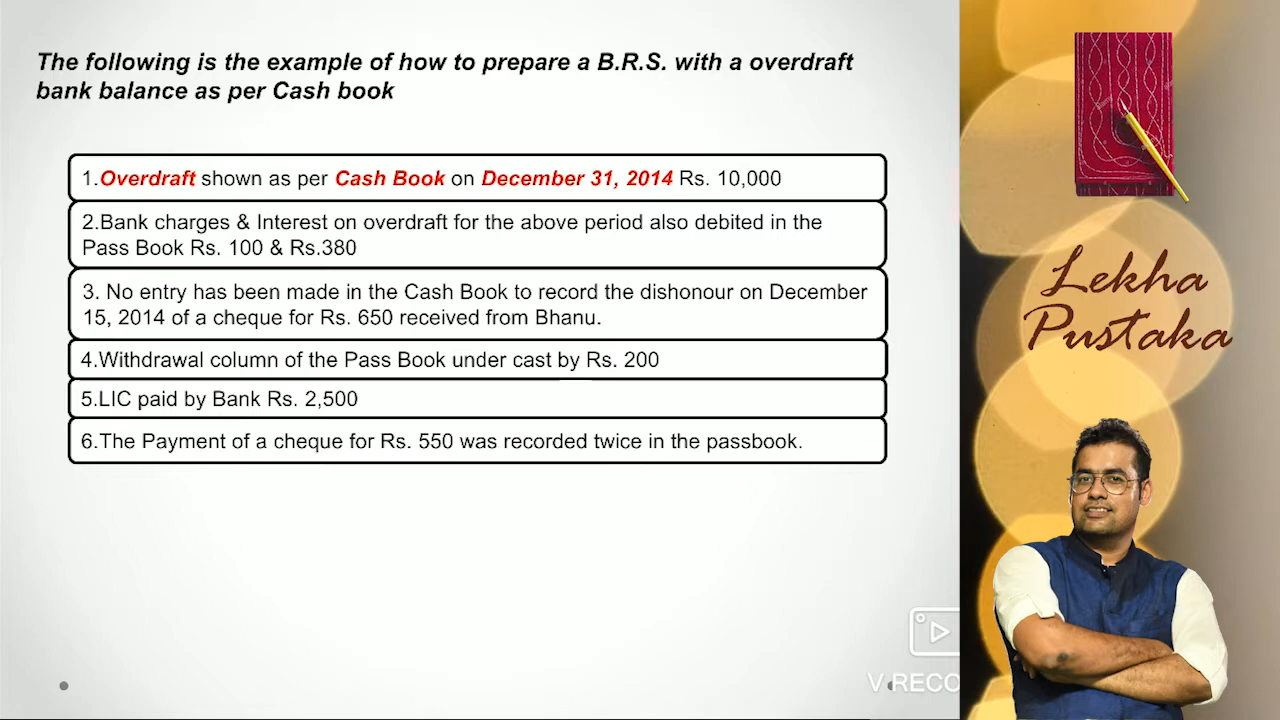 The following is the example of how to prepare a B.R.S. with a overdraft
bank balance as per Cash book
1.Overdraft shown as per Cash Book on December 31, 2014 Rs. 10,000
2.Bank charges & Interest on overdraft for the above period also debited in the
Pass Book Rs. 100 & Rs.380
3. No entry has been made in the Cash Book to record the dishonour on December
15, 2014 of a cheque for Rs. 650 received from Bhanu.
4.Withdrawal column of the Pass Book under cast by Rs. 200
5.LIC paid by Bank Rs. 2,500
6.The Payment of a cheque for Rs. 550 was recorded twice in the passbook.
Lekha
Pustaka
V RECO